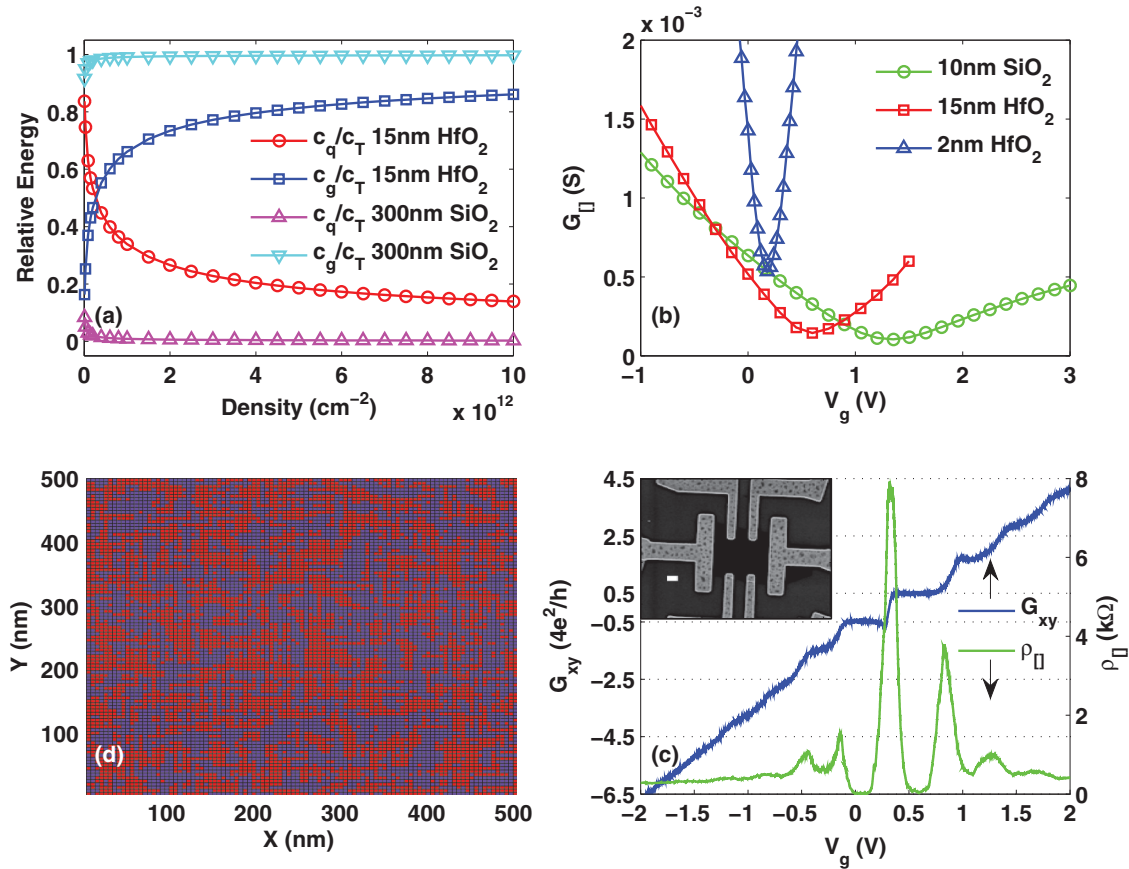 (a)
1
0.8
0.6
0.4
0.2
0
Relative Energy
c_q/c_T 15nm HfO_2
c_g/c_T 15nm HfO_2
c_q/c_T 300nm SiO_2
c_g/c_T 300nm SiO_2
(a)
0 2 4 6 8 10
Density (cm^-2)
x 10^12
x 10^-3
2
1.5
1
0.5
0
G_[] (S)
10nm SiO_2
15nm HfO_2
2nm HfO_2
(b)
−1 0 1 2 3
V_g (V)
500
400
300
200
100
Y (nm)
(d)
100 200 300 400 500
X (nm)
4.5
2.5
0.5
−0.5
−2.5
−4.5
−6.5
G_xy (4e^2/h)
G_xy
ρ_[]
(c)
8
6
4
2
0
ρ_[] (kΩ)
−2 −1.5 −1 −0.5 0 0.5 1 1.5 2
V_g (V)